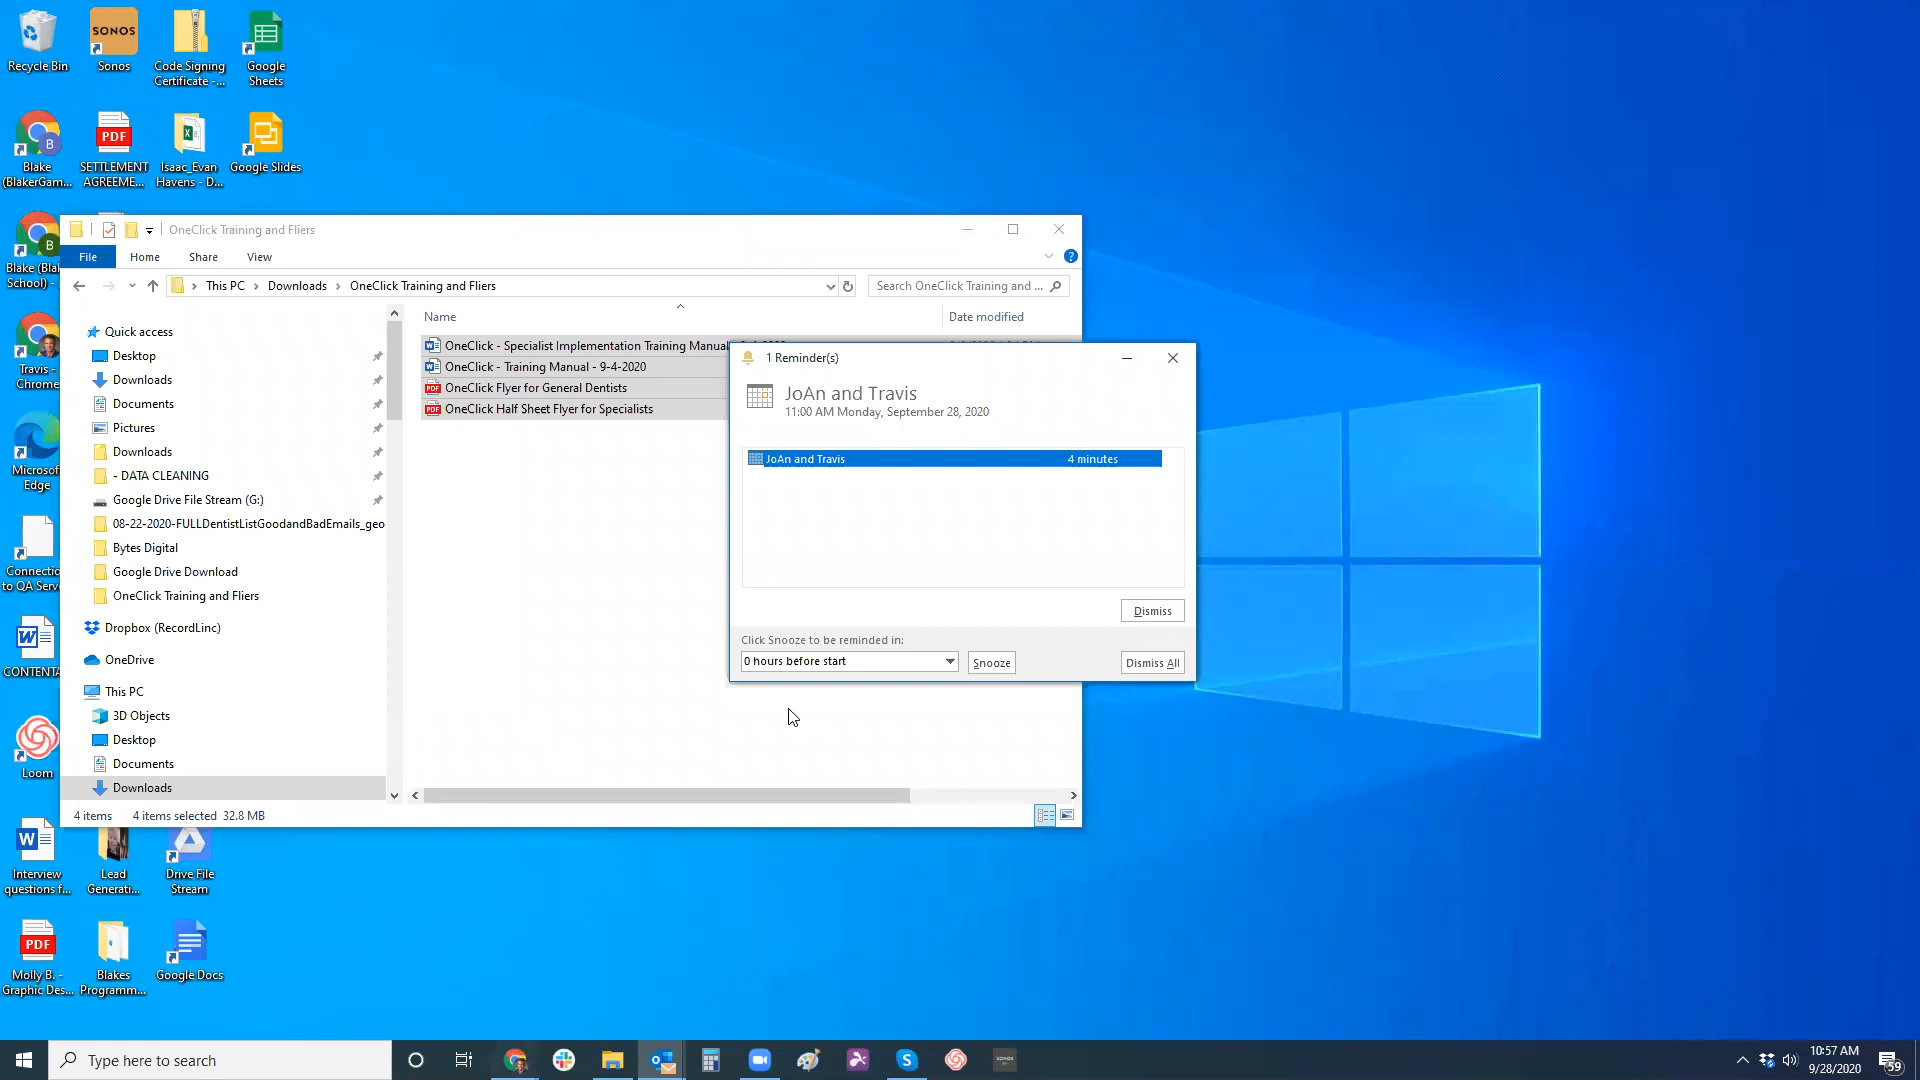 Recycle Bin
SONOS
Sonos
Code Signing
Certificate -...
Google
Sheets
B
Blake
(BlakerGam...
PDF
SETTLEMENT
AGREEME...
Isaac_Evan
Havens - D...
Google Slides
B
Blake (Bla
School) -
Travis -
Chrome
Microsof
Edge
Connectio
to QA Serv
CONTENTA
Loom
Interview
questions f...
Lead
Generati...
Drive File
Stream
PDF
Molly B. -
Graphic Des...
Blakes
Programm...
Google Docs
OneClick Training and Fliers
File Home Share View
This PC > Downloads > OneClick Training and Fliers
Search OneClick Training and ...
Name Date modified
Quick access
Desktop
Downloads
Documents
Pictures
Downloads
- DATA CLEANING
Google Drive File Stream (G:)
08-22-2020-FULLDentistListGoodandBadEmails_geo
Bytes Digital
Google Drive Download
OneClick Training and Fliers
Dropbox (RecordLinc)
OneDrive
This PC
3D Objects
Desktop
Documents
Downloads
OneClick - Specialist Implementation Training Manual
OneClick - Training Manual - 9-4-2020
PDF OneClick Flyer for General Dentists
PDF OneClick Half Sheet Flyer for Specialists
4 items 4 items selected 32.8 MB
1 Reminder(s)
JoAn and Travis
11:00 AM Monday, September 28, 2020
JoAn and Travis 4 minutes
Dismiss
Click Snooze to be reminded in:
0 hours before start
Snooze
Dismiss All
Type here to search
SONOS
10:57 AM
9/28/2020
59